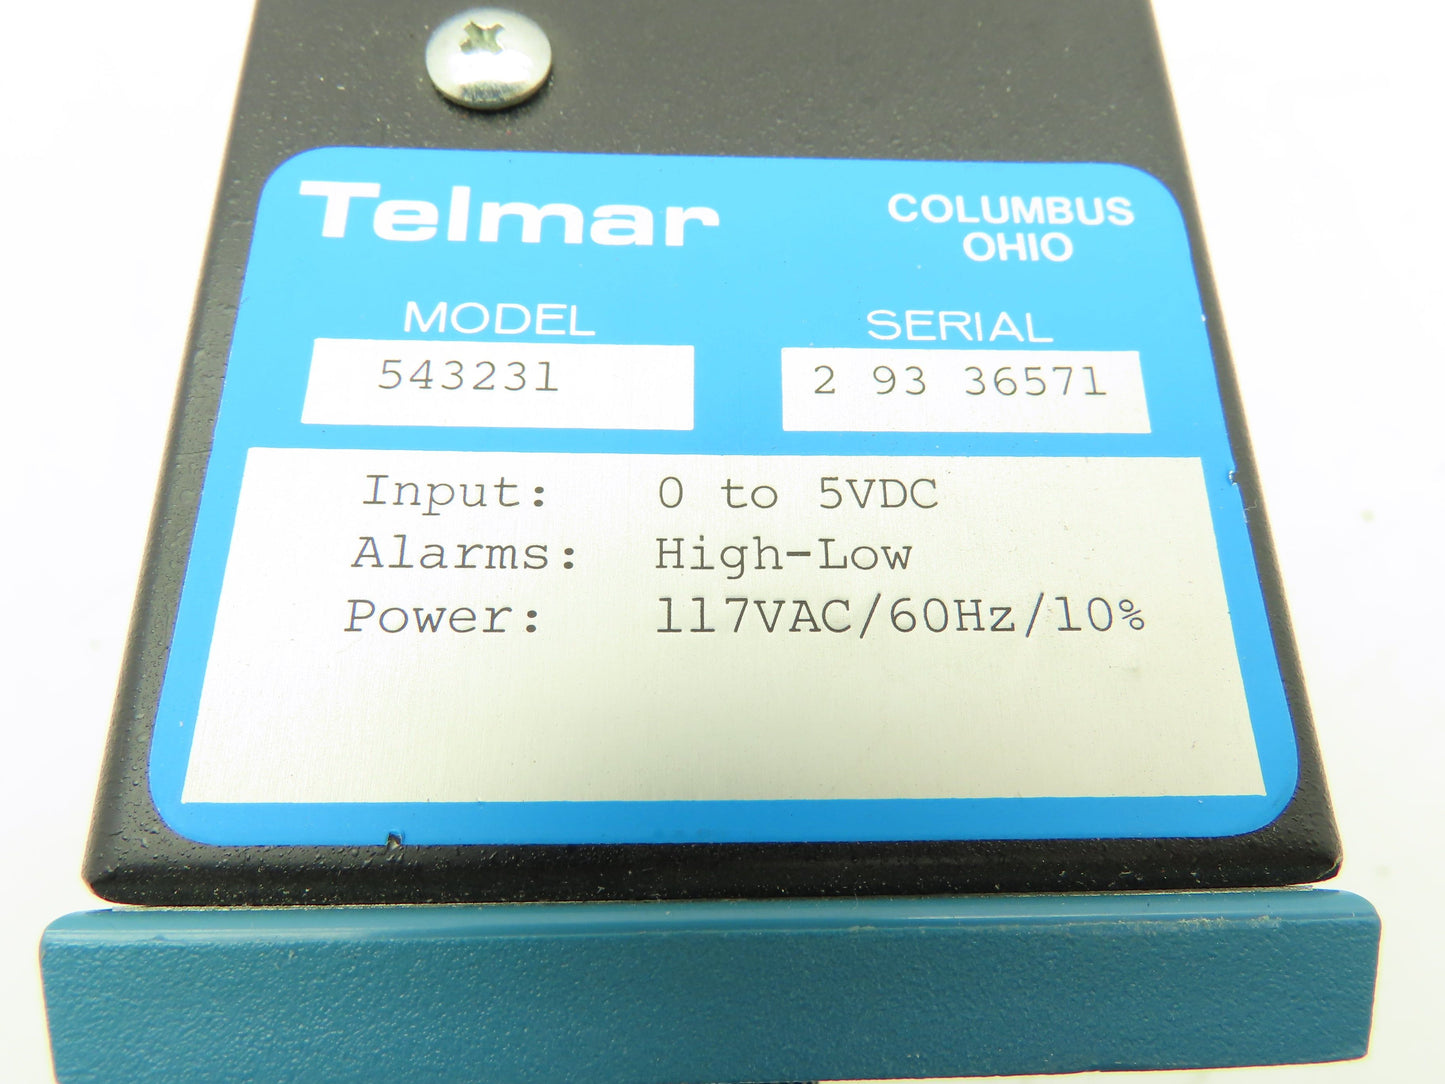 Telmar
COLUMBUS
OHIO
MODEL
SERIAL
543231
2 93 36571
Input: 0 to 5VDC
Alarms: High-Low
Power: 117VAC/60Hz/10%